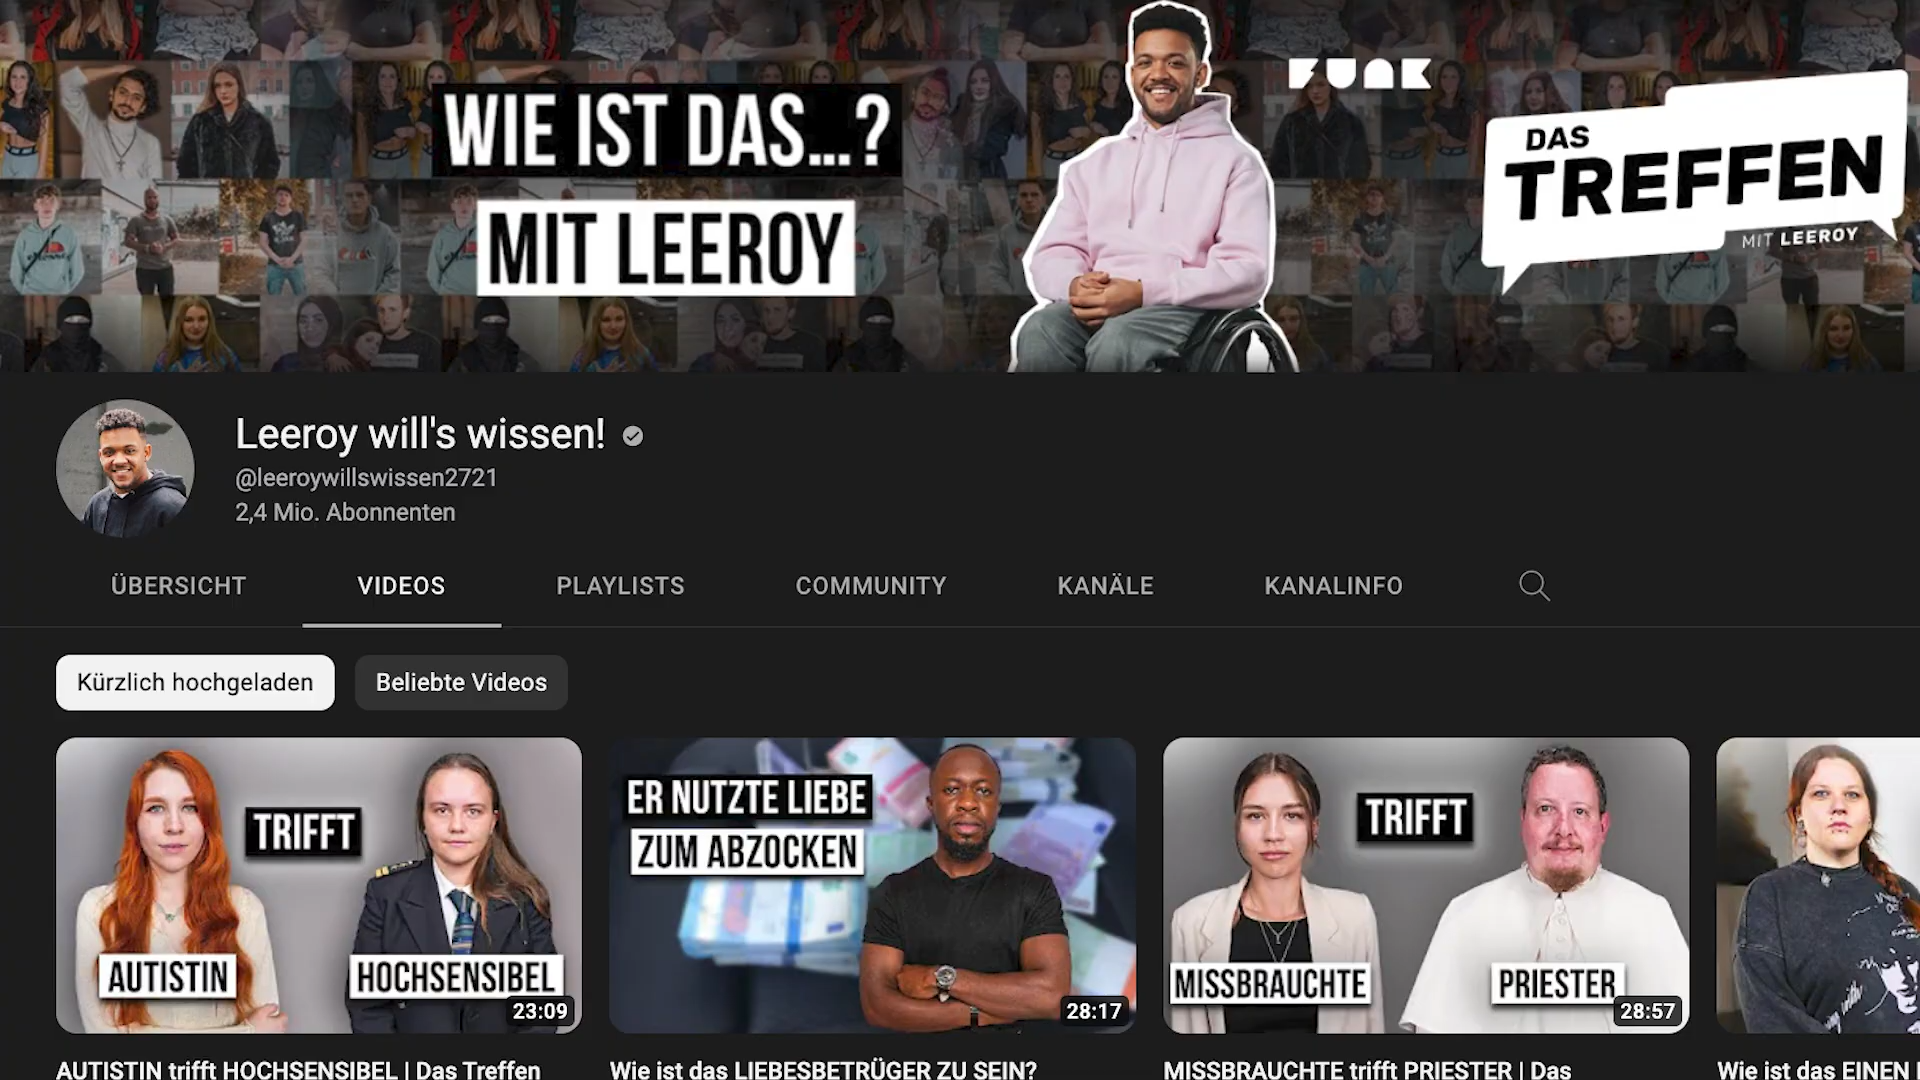 WIE IST DAS...?
MIT LEEROY
FUNK
DAS
TREFFEN
MIT LEEROY
Leeroy will's wissen!
@leeroywillswissen2721
2,4 Mio. Abonnenten
ÜBERSICHT
VIDEOS
PLAYLISTS
COMMUNITY
KANÄLE
KANALINFO
Kürzlich hochgeladen
Beliebte Videos
TRIFFT
AUTISTIN
HOCHSENSIBEL
23:09
ER NUTZTE LIEBE
ZUM ABZOCKEN
28:17
TRIFFT
MISSBRAUCHTE
PRIESTER
28:57
AUTISTIN trifft HOCHSENSIBEL | Das Treffen
Wie ist das LIEBESBETRÜGER ZU SEIN?
MISSBRAUCHTE trifft PRIESTER | Das
Wie ist das EINEN